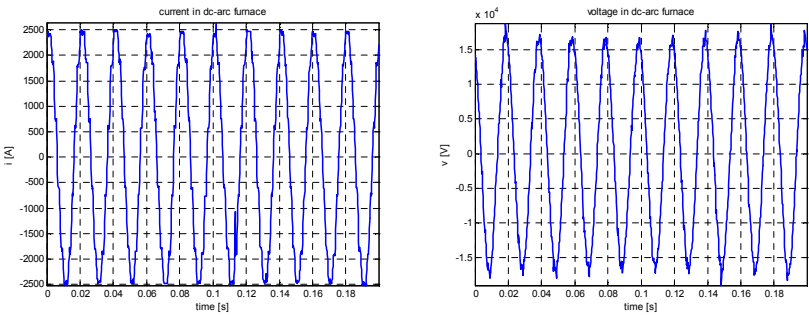 current in dc-arc furnace
2500
2000
1500
1000
500
0
-500
-1000
-1500
-2000
-2500
i [A]
0 0.02 0.04 0.06 0.08 0.1 0.12 0.14 0.16 0.18
time [s]
x 10⁴
voltage in dc-arc furnace
1.5
1
0.5
0
-0.5
-1
-1.5
v [V]
0 0.02 0.04 0.06 0.08 0.1 0.12 0.14 0.16 0.18
time [s]